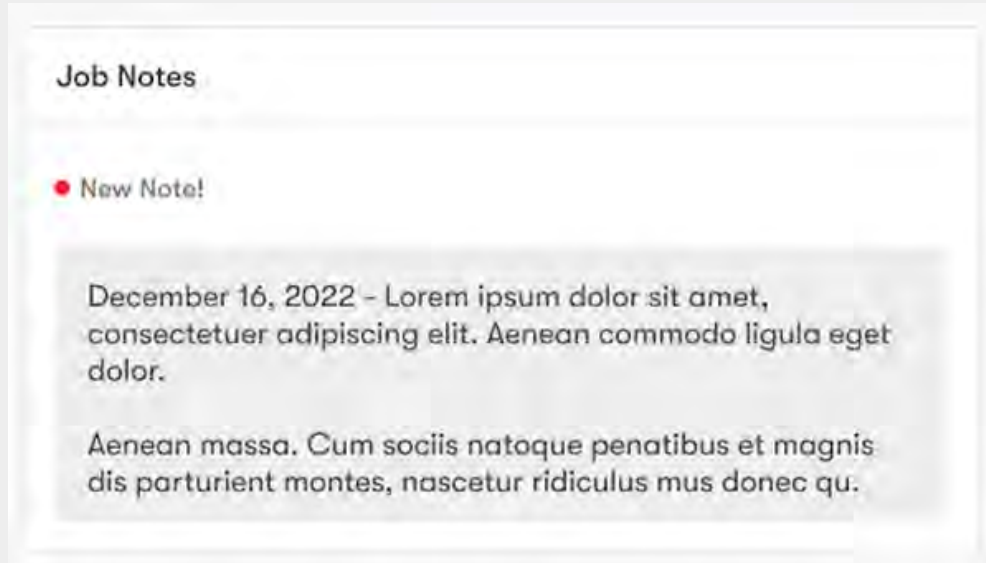 Job Notes
New Note!
December 16, 2022 - Lorem ipsum dolor sit amet,
consectetuer adipiscing elit. Aenean commodo ligula eget
dolor.
Aenean massa. Cum sociis natoque penatibus et magnis
dis parturient montes, nascetur ridiculus mus donec qu.